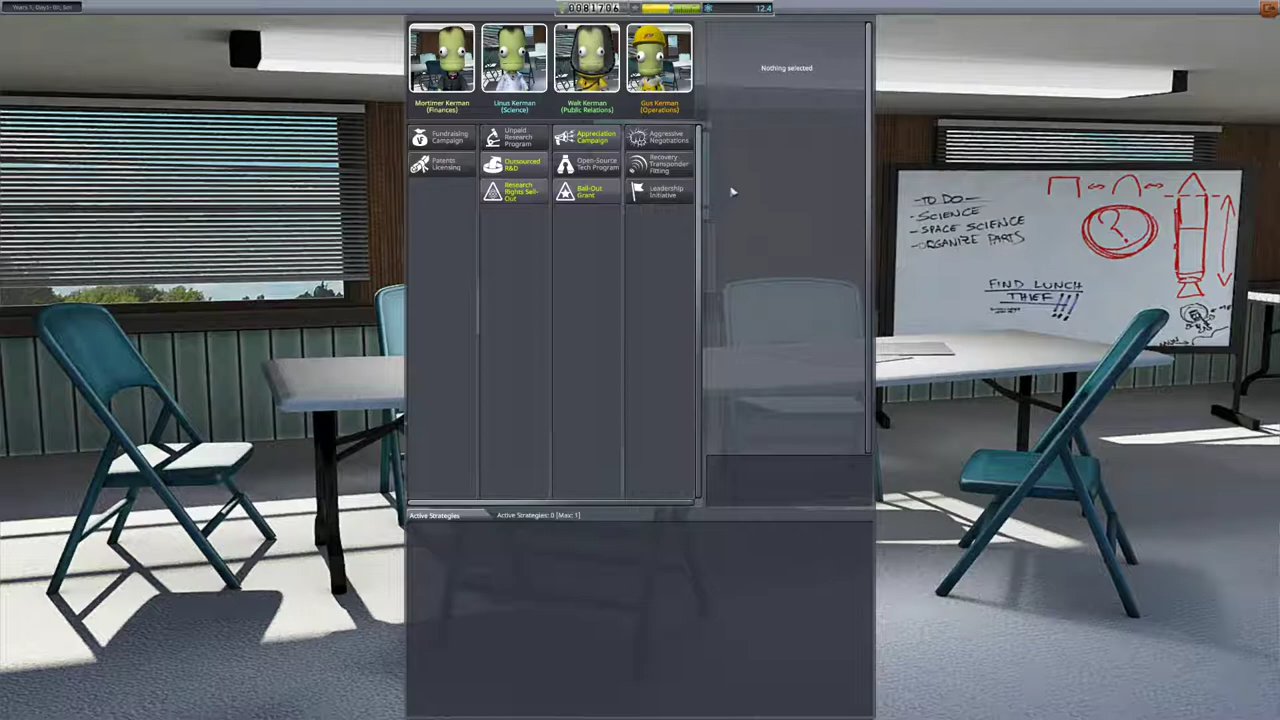 0081706
12.4
Mortimer Kerman
(Finances)
Linus Kerman
(Science)
Walt Kerman
(Public Relations)
Gus Kerman
(Operations)
Nothing selected
Fundraising
Campaign
Unpaid
Research
Program
Appreciation
Campaign
Aggressive
Negotiations
Patents
Licensing
Outsourced
R&D
Open-Source
Tech Program
Recovery
Transponder
Fitting
Research
Rights Sell-
Out
Bail-Out
Grant
Leadership
Initiative
-TO DO-
-SCIENCE
-SPACE SCIENCE
-ORGANIZE PARTS
?
FIND LUNCH
THIEF!!!
Active Strategies
Active Strategies: 0 [Max: 1]